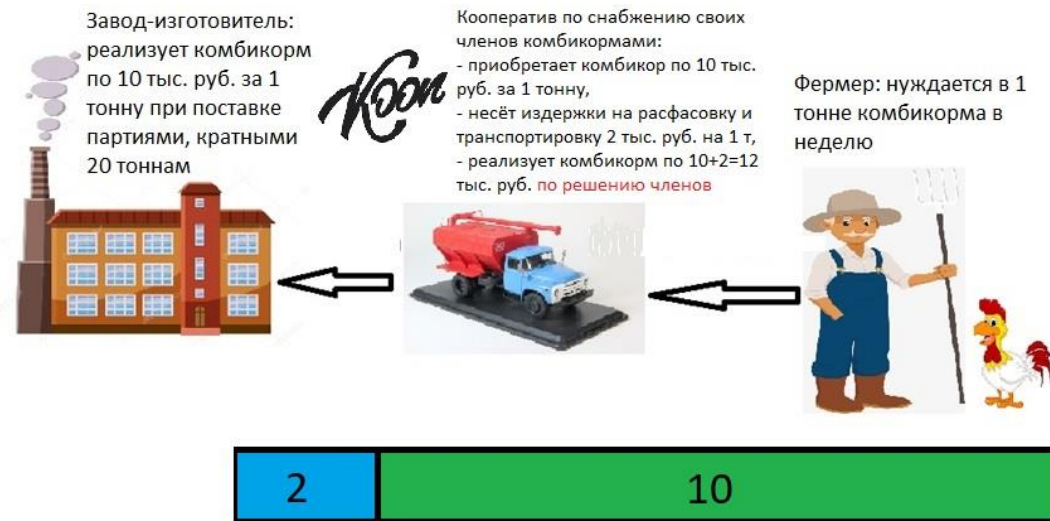 Завод-изготовитель:
реализует комбикорм
по 10 тыс. руб. за 1
тонну при поставке
партиями, кратными
20 тоннам
Кооп
Кооператив по снабжению своих
членов комбикормами:
- приобретает комбикор по 10 тыс.
руб. за 1 тонну,
- несёт издержки на расфасовку и
транспортировку 2 тыс. руб. на 1 т,
- реализует комбикорм по 10+2=12
тыс. руб. по решению членов
Фермер: нуждается в 1
тонне комбикорма в
неделю
2
10